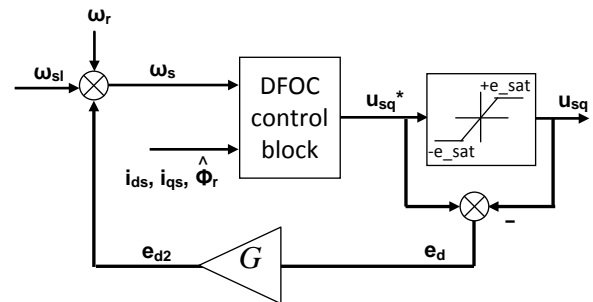 ωr
ωsl
ωs
DFOC
control
block
usq*
+e_sat
-e_sat
usq
ids, iqs, Φ̂r
−
ed2
G
ed